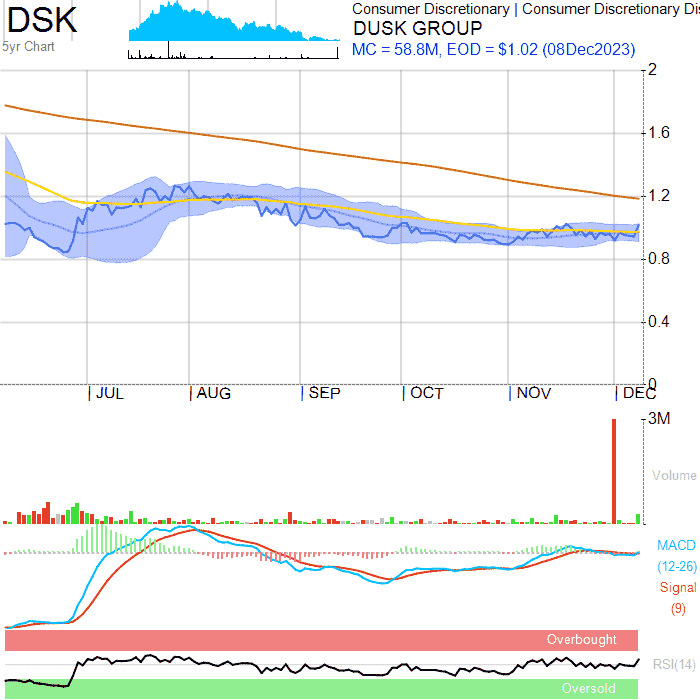 DSK
5yr Chart
Consumer Discretionary | Consumer Discretionary Dis
DUSK GROUP
MC = 58.8M, EOD = $1.02 (08Dec2023)
2
1.6
1.2
0.8
0.4
0
JUL AUG SEP OCT NOV DEC
3M
Volume
MACD
(12-26)
Signal
(9)
Overbought
RSI(14)
Oversold